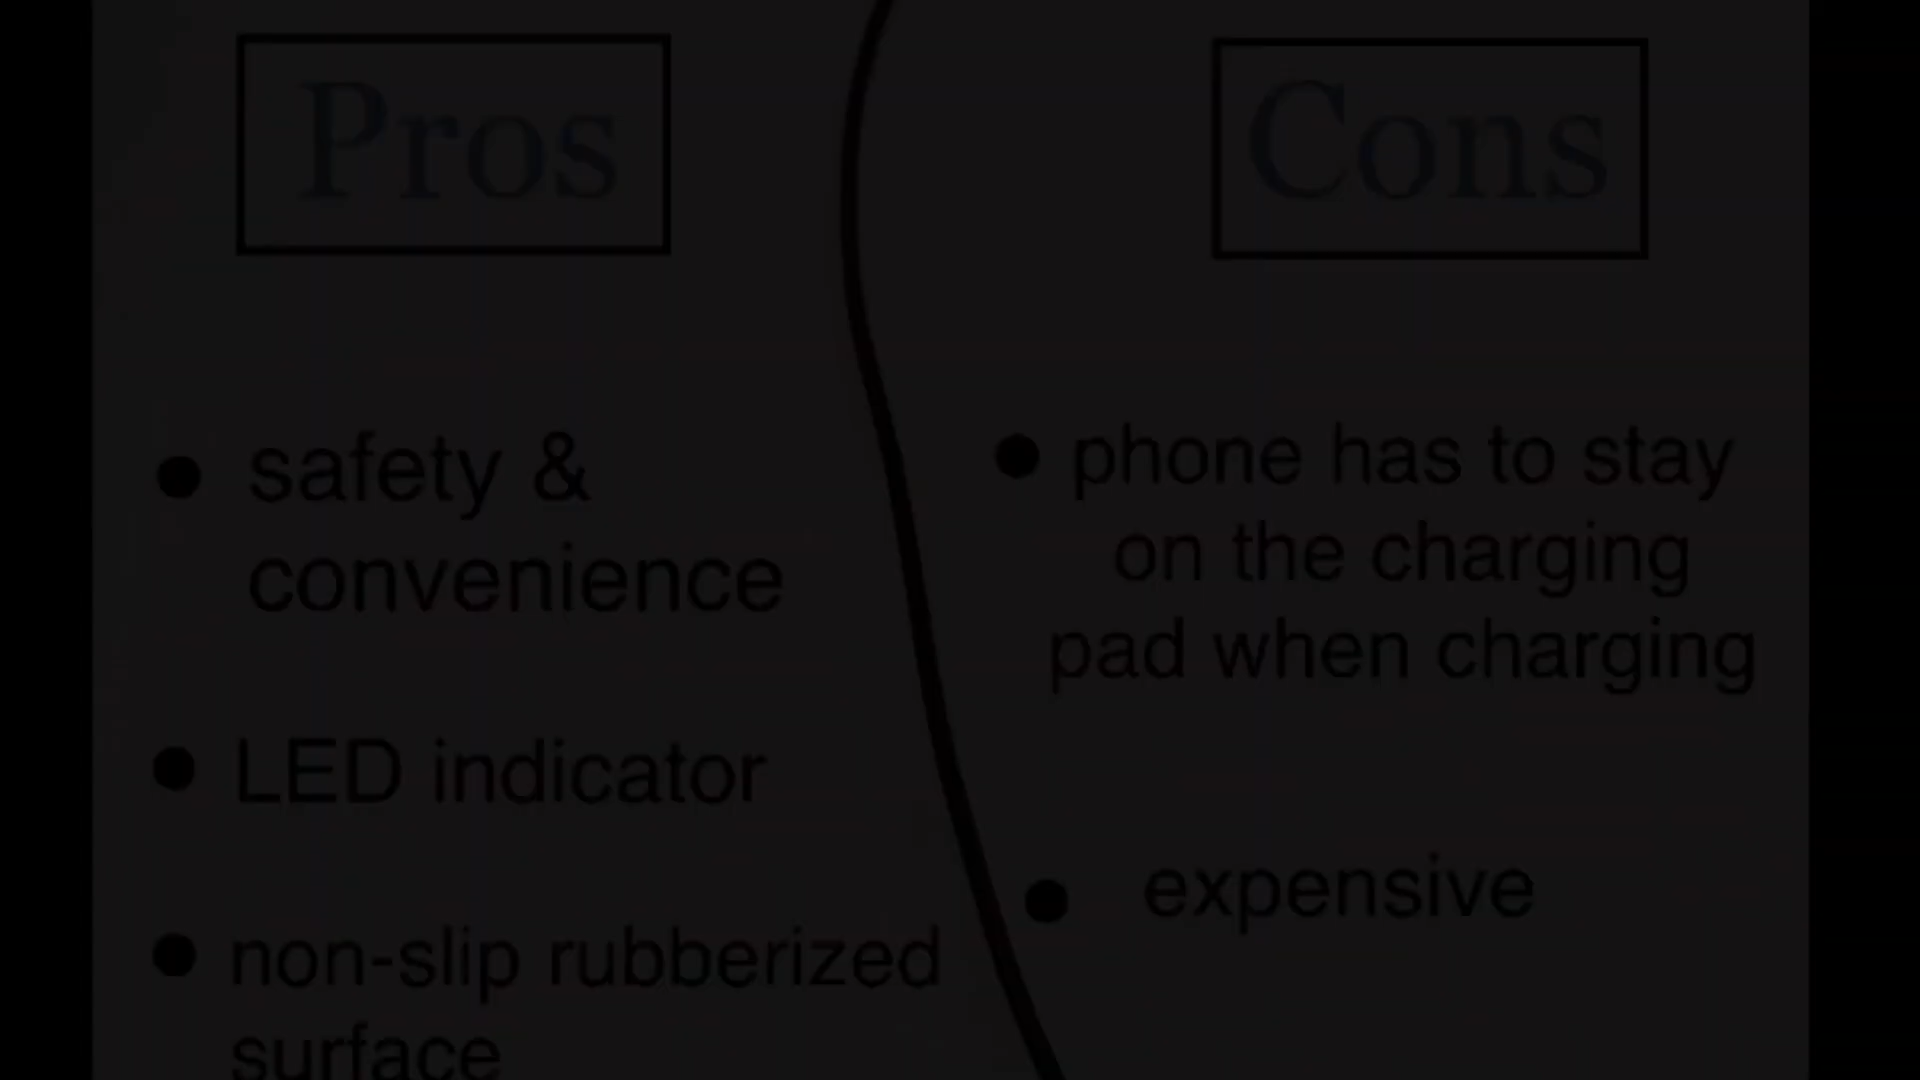 Pros
safety &
convenience
LED indicator
non-slip rubberized
surface
Cons
phone has to stay
on the charging
pad when charging
expensive